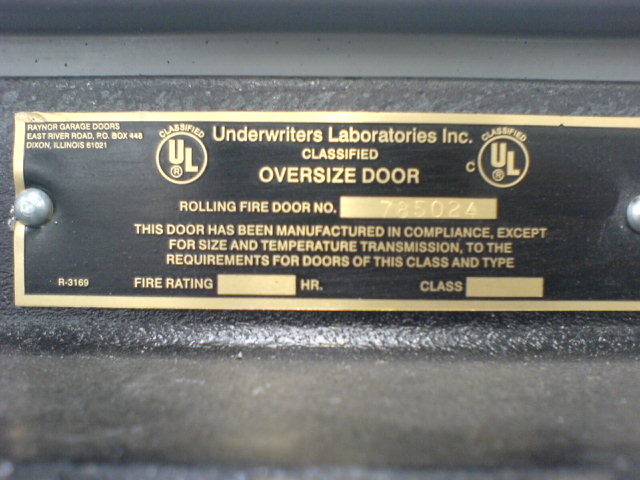 RAYNOR GARAGE DOORS
EAST RIVER ROAD, P.O. BOX 448
DIXON, ILLINOIS 61021
CLASSIFIED
UL
®
Underwriters Laboratories Inc.
CLASSIFIED
OVERSIZE DOOR
C
CLASSIFIED
UL
®
ROLLING FIRE DOOR NO. 785024
THIS DOOR HAS BEEN MANUFACTURED IN COMPLIANCE, EXCEPT
FOR SIZE AND TEMPERATURE TRANSMISSION, TO THE
REQUIREMENTS FOR DOORS OF THIS CLASS AND TYPE
R-3169
FIRE RATING HR. CLASS